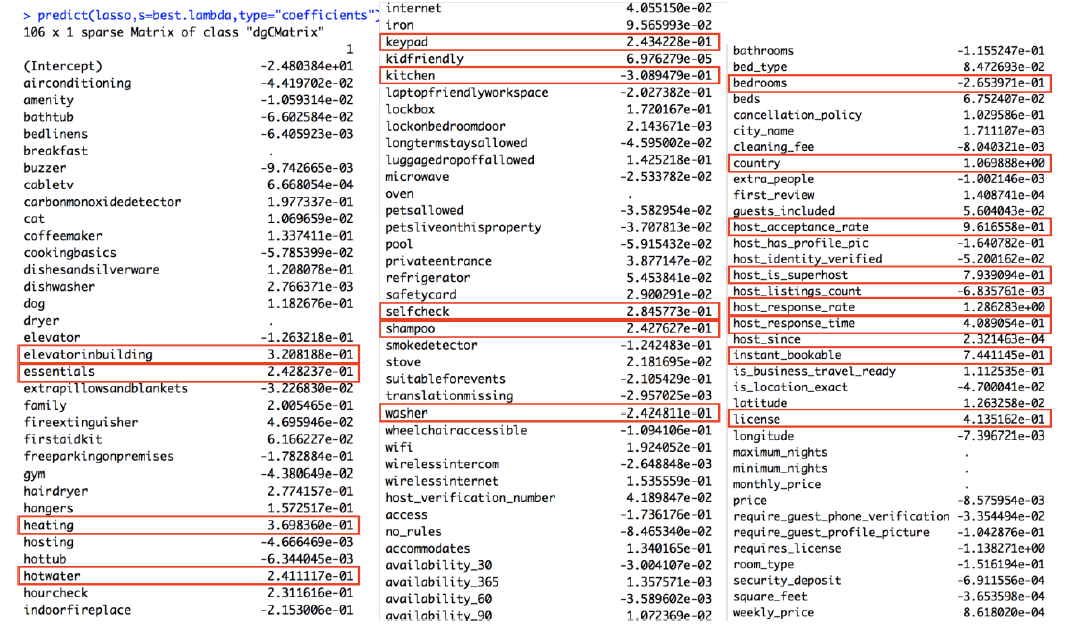 > predict(lasso,s=best.lambda,type="coefficients")
106 x 1 sparse Matrix of class "dgCMatrix"
1
(Intercept) -2.480384e+01
airconditioning -4.419702e-02
amenity -1.059314e-02
bathtub -6.602584e-02
bedlinens -6.405923e-03
breakfast .
buzzer -9.742665e-03
cabletv 6.668054e-04
carbonmonoxidedetector 1.977337e-01
cat 1.069659e-02
coffeemaker 1.337411e-01
cookingbasics -5.785399e-02
dishesandsilverware 1.208078e-01
dishwasher 2.766371e-03
dog 1.182676e-01
dryer .
elevator -1.263218e-01
elevatorinbuilding 3.208188e-01
essentials 2.428237e-01
extrapillowsandblankets -3.226830e-02
family 2.005465e-01
fireextinguisher 4.695946e-02
firstaidkit 6.166227e-02
freeparkingonpremises -1.782884e-01
gym -4.380649e-02
hairdryer 2.774157e-01
hangers 1.572517e-01
heating 3.698360e-01
hosting -4.666469e-03
hottub -6.344045e-03
hotwater 2.411117e-01
hourcheck 2.311616e-01
indoorfireplace -2.153006e-01
internet 4.055150e-02
iron 9.565993e-02
keypad 2.434228e-01
kidfriendly 6.976279e-05
kitchen -3.089479e-01
laptopfriendlyworkspace -2.027382e-01
lockbox 1.720167e-01
lockonbedroomdoor 2.143671e-03
longtermstaysallowed -4.595002e-02
luggagedropoffallowed 1.425218e-01
microwave -2.533782e-02
oven .
petsallowed -3.582954e-02
petsliveonthisproperty -3.707813e-02
pool -5.915432e-02
privateentrance 3.877147e-02
refrigerator 5.453841e-02
safetycard 2.900291e-02
selfcheck 2.845773e-01
shampoo 2.427627e-01
smokedetector -1.242483e-01
stove 2.181695e-02
suitableforevents -2.105429e-01
translationmissing -2.957025e-03
washer -2.424811e-01
wheelchairaccessible -1.094106e-01
wifi 1.924052e-01
wirelessintercom -2.648848e-03
wirelessinternet 1.535559e-01
host_verification_number 4.189847e-02
access -1.736176e-01
no_rules -8.465340e-02
accommodates 1.340165e-01
availability_30 -3.004107e-02
availability_365 1.357571e-03
availability_60 -3.589602e-03
availability_90 1.072369e-02
bathrooms -1.155247e-01
bed_type 8.472693e-02
bedrooms -2.653971e-01
beds 6.752407e-02
cancellation_policy 1.029586e-01
city_name 1.711107e-03
cleaning_fee -8.040321e-03
country 1.069888e+00
extra_people -1.002146e-03
first_review 1.408741e-04
guests_included 5.604043e-02
host_acceptance_rate 9.616558e-01
host_has_profile_pic -1.640782e-01
host_identity_verified -5.200162e-02
host_is_superhost 7.939094e-01
host_listings_count -6.835761e-03
host_response_rate 1.286283e+00
host_response_time 4.089054e-01
host_since 2.321463e-04
instant_bookable 7.441145e-01
is_business_travel_ready 1.112535e-01
is_location_exact -4.700041e-02
latitude 1.263258e-02
license 4.135162e-01
longitude -7.396721e-03
maximum_nights .
minimum_nights .
monthly_price .
price -8.575954e-03
require_guest_phone_verification -3.354494e-02
require_guest_profile_picture -1.042876e-01
requires_license -1.138271e+00
room_type -1.516194e-01
security_deposit -6.911556e-04
square_feet -3.653598e-04
weekly_price 8.618020e-04